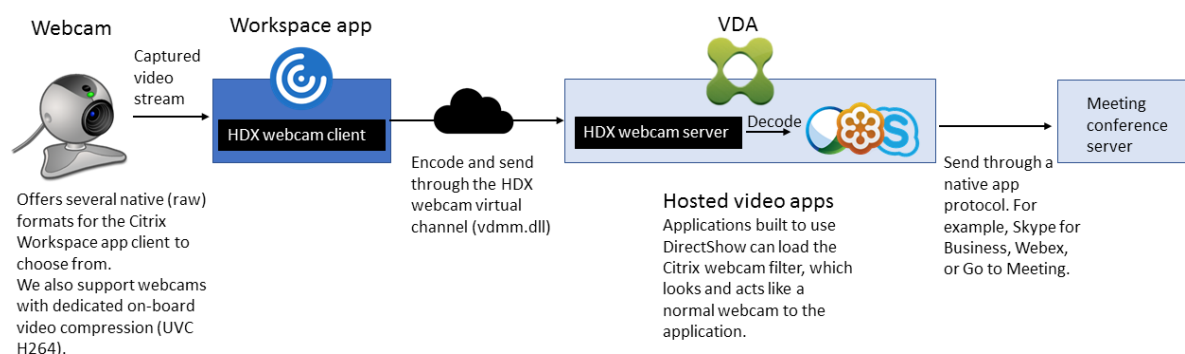 Webcam
Captured
video
stream
Offers several native (raw)
formats for the Citrix
Workspace app client to
choose from.
We also support webcams
with dedicated on-board
video compression (UVC
H264).
Workspace app
HDX webcam client
Encode and send
through the HDX
webcam virtual
channel (vdmm.dll)
VDA
HDX webcam server
Decode
S
Hosted video apps
Applications built to use
DirectShow can load the
Citrix webcam filter, which
looks and acts like a
normal webcam to the
application.
Send through a
native app
protocol. For
example, Skype for
Business, Webex,
or Go to Meeting.
Meeting
conference
server